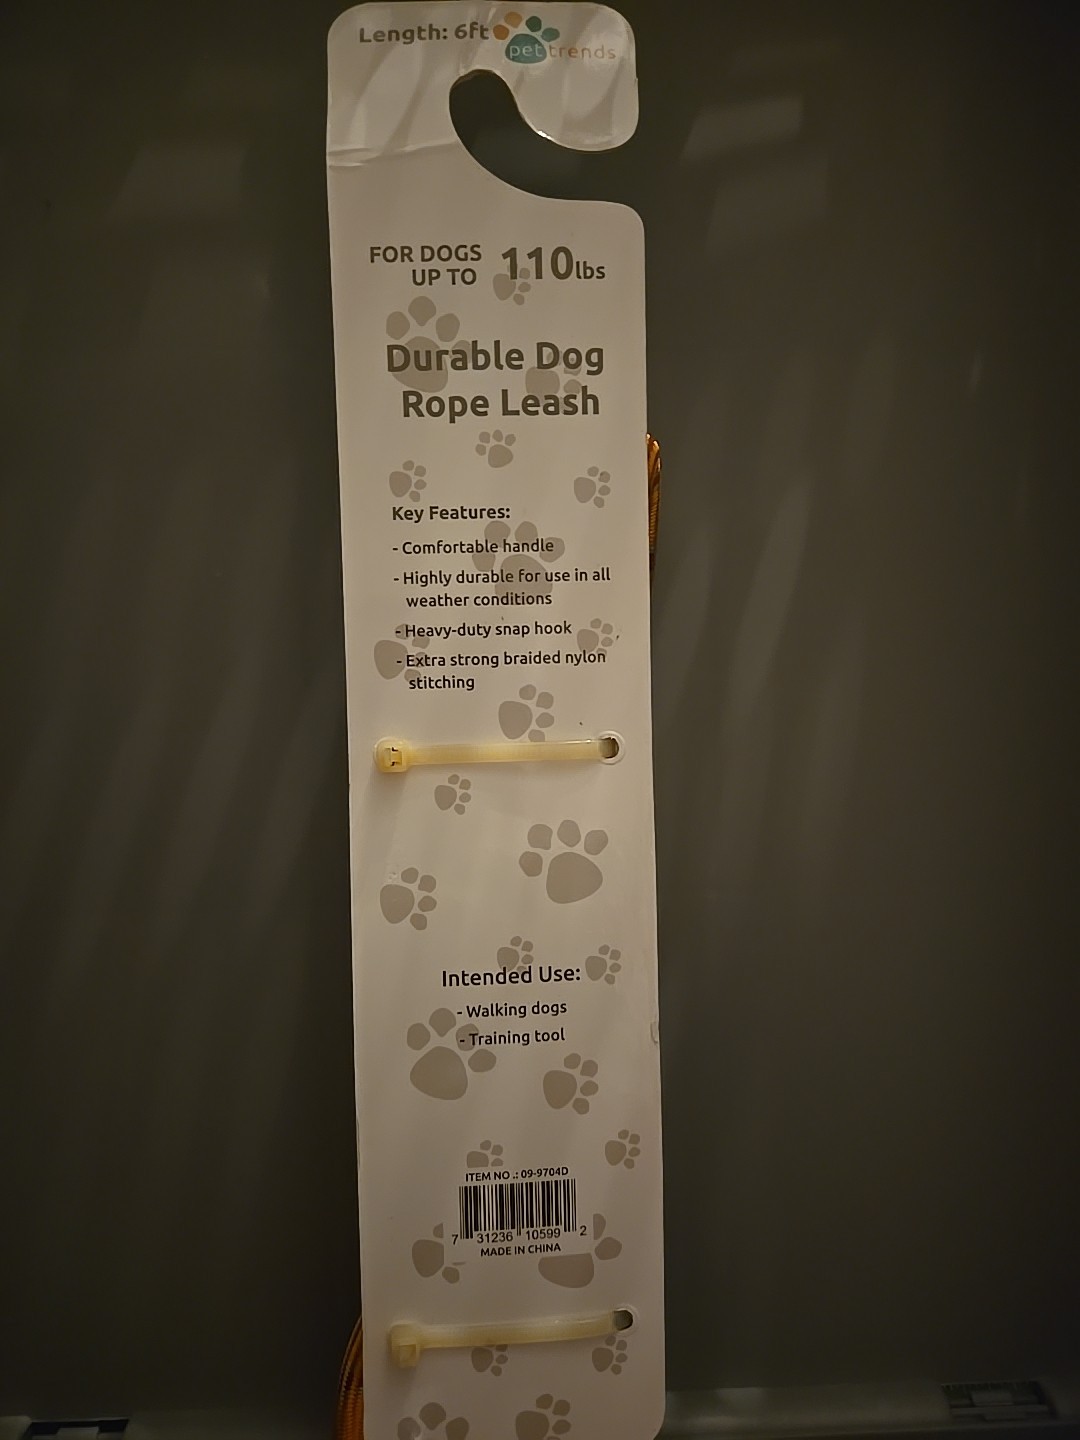 Length: 6ft
pet trends
FOR DOGS
UP TO 110lbs
Durable Dog
Rope Leash
Key Features:
- Comfortable handle
- Highly durable for use in all
weather conditions
- Heavy-duty snap hook
- Extra strong braided nylon
stitching
Intended Use:
- Walking dogs
- Training tool
ITEM NO.: 09-9704D
7 31236 10599 2
MADE IN CHINA